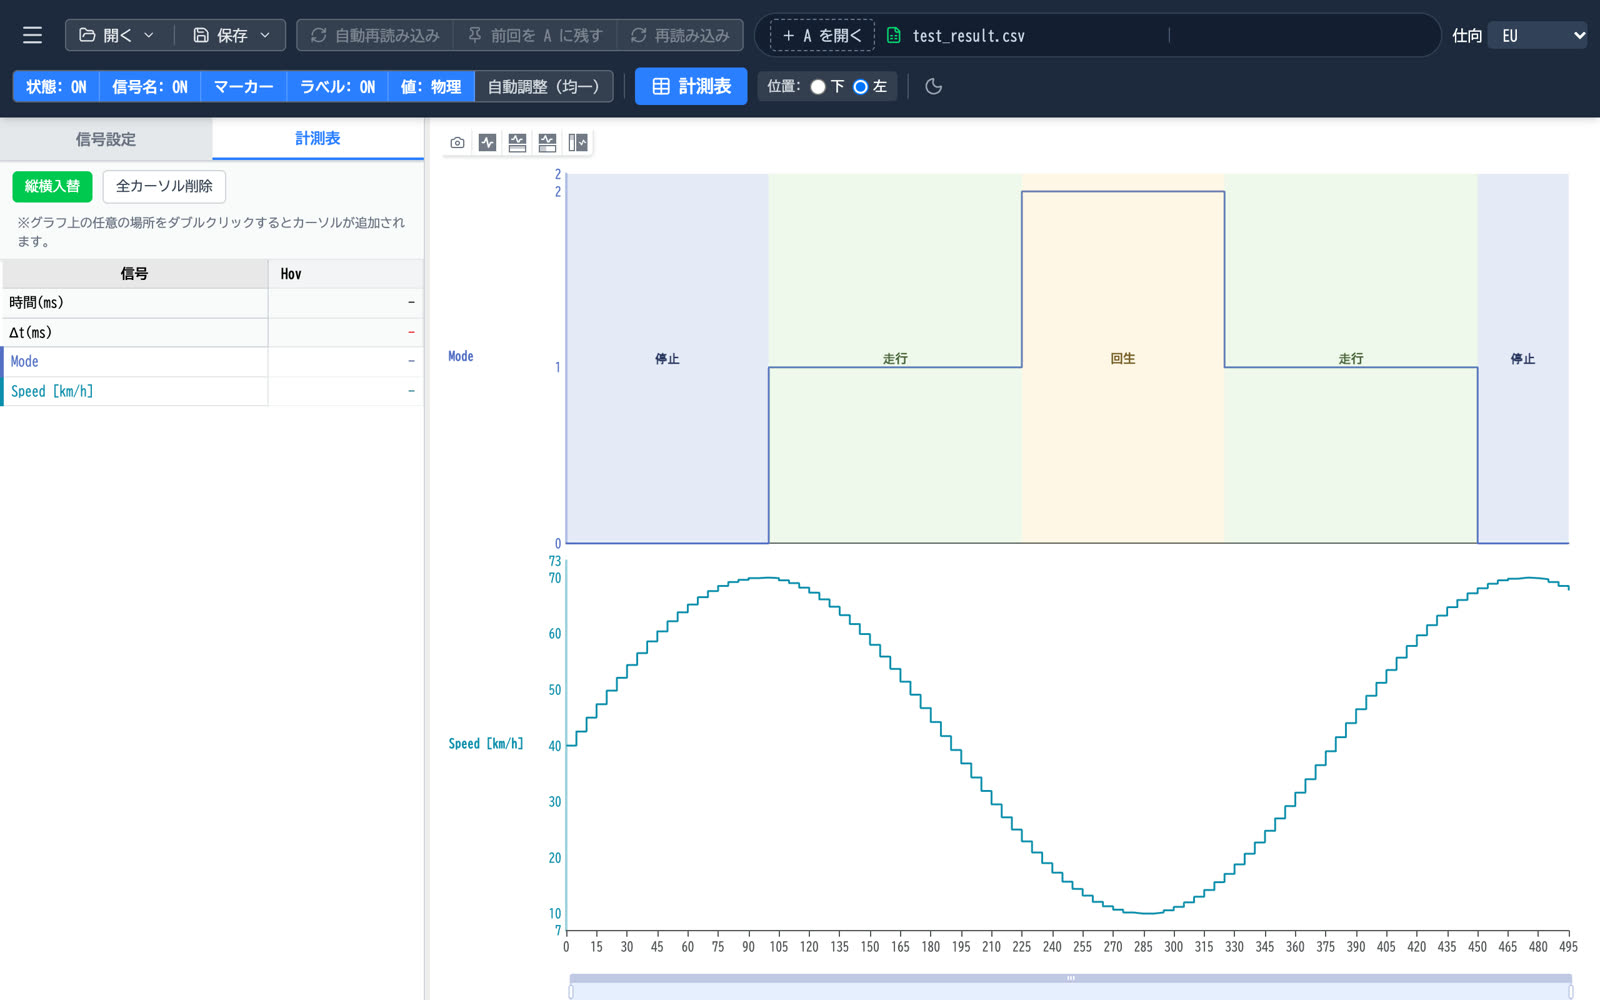 開く 保存 自動再読み込み 前回を A に残す 再読み込み + A を開く test_result.csv 仕向 EU
状態: ON 信号名: ON マーカー ラベル: ON 値: 物理 自動調整 (均一) 計測表 位置: 下 左
信号設定 計測表
縦横入替 全カーソル削除
※グラフ上の任意の場所をダブルクリックするとカーソルが追加され
ます。
信号 Hov
時間(ms) -
Δt(ms) -
Mode -
Speed [km/h] -
2
2
Mode
1
0
停止 走行 回生 走行 停止
73
70
60
50
Speed [km/h] 40
30
20
10
7
0 15 30 45 60 75 90 105 120 135 150 165 180 195 210 225 240 255 270 285 300 315 330 345 360 375 390 405 420 435 450 465 480 495